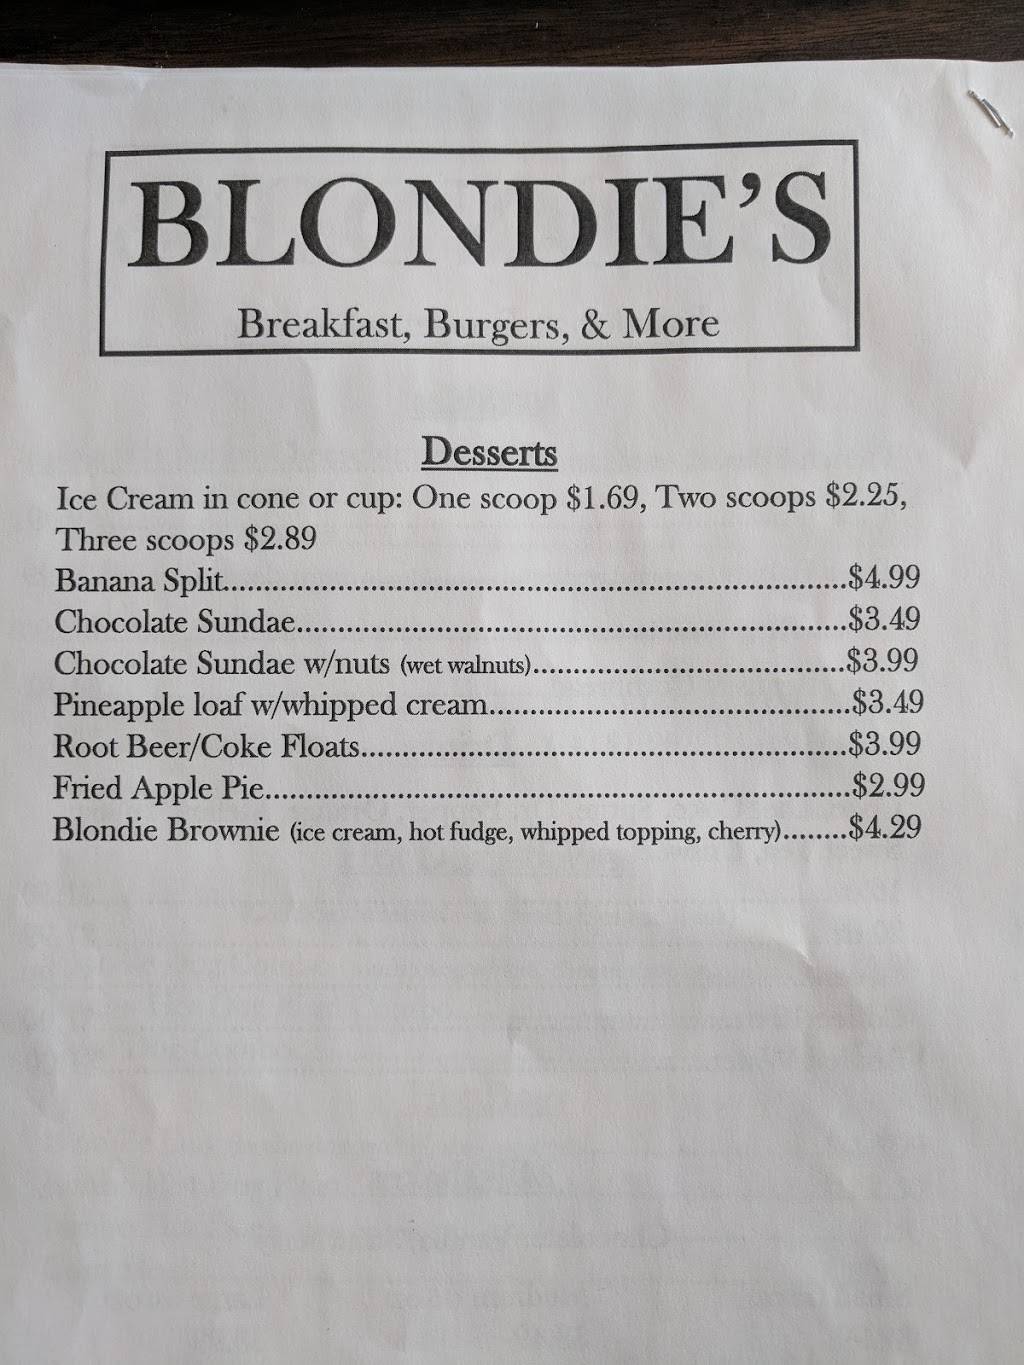 BLONDIE'S
Breakfast, Burgers, & More
Desserts
Ice Cream in cone or cup: One scoop $1.69, Two scoops $2.25,
Three scoops $2.89
Banana Split..........$4.99
Chocolate Sundae..........$3.49
Chocolate Sundae w/nuts (wet walnuts)..........$3.99
Pineapple loaf w/whipped cream..........$3.49
Root Beer/Coke Floats..........$3.99
Fried Apple Pie..........$2.99
Blondie Brownie (ice cream, hot fudge, whipped topping, cherry)........$4.29